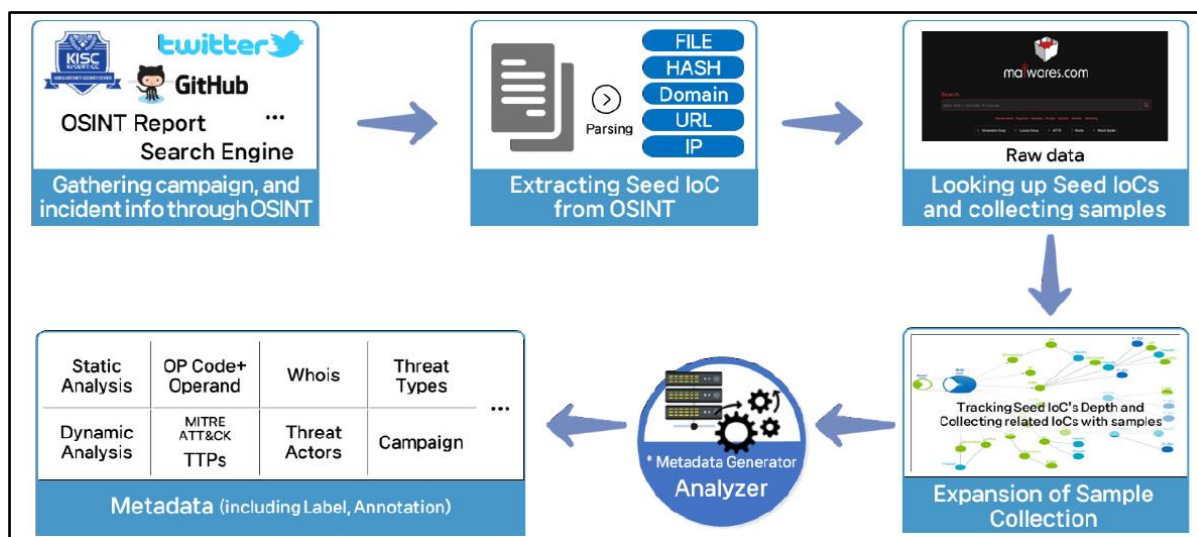 KISC
twitter
GitHub
OSINT Report ...
Search Engine
Gathering campaign, and
incident info through OSINT
Parsing
FILE
HASH
Domain
URL
IP
Extracting Seed IoC
from OSINT
malwares.com
Search
Raw data
Looking up Seed IoCs
and collecting samples
Tracking Seed IoC's Depth and
Collecting related IoCs with samples
Expansion of Sample
Collection
* Metadata Generator
Analyzer
Static
Analysis
OP Code+
Operand
Whois
Threat
Types
...
Dynamic
Analysis
MITRE
ATT&CK
TTPs
Threat
Actors
Campaign
Metadata (including Label, Annotation)